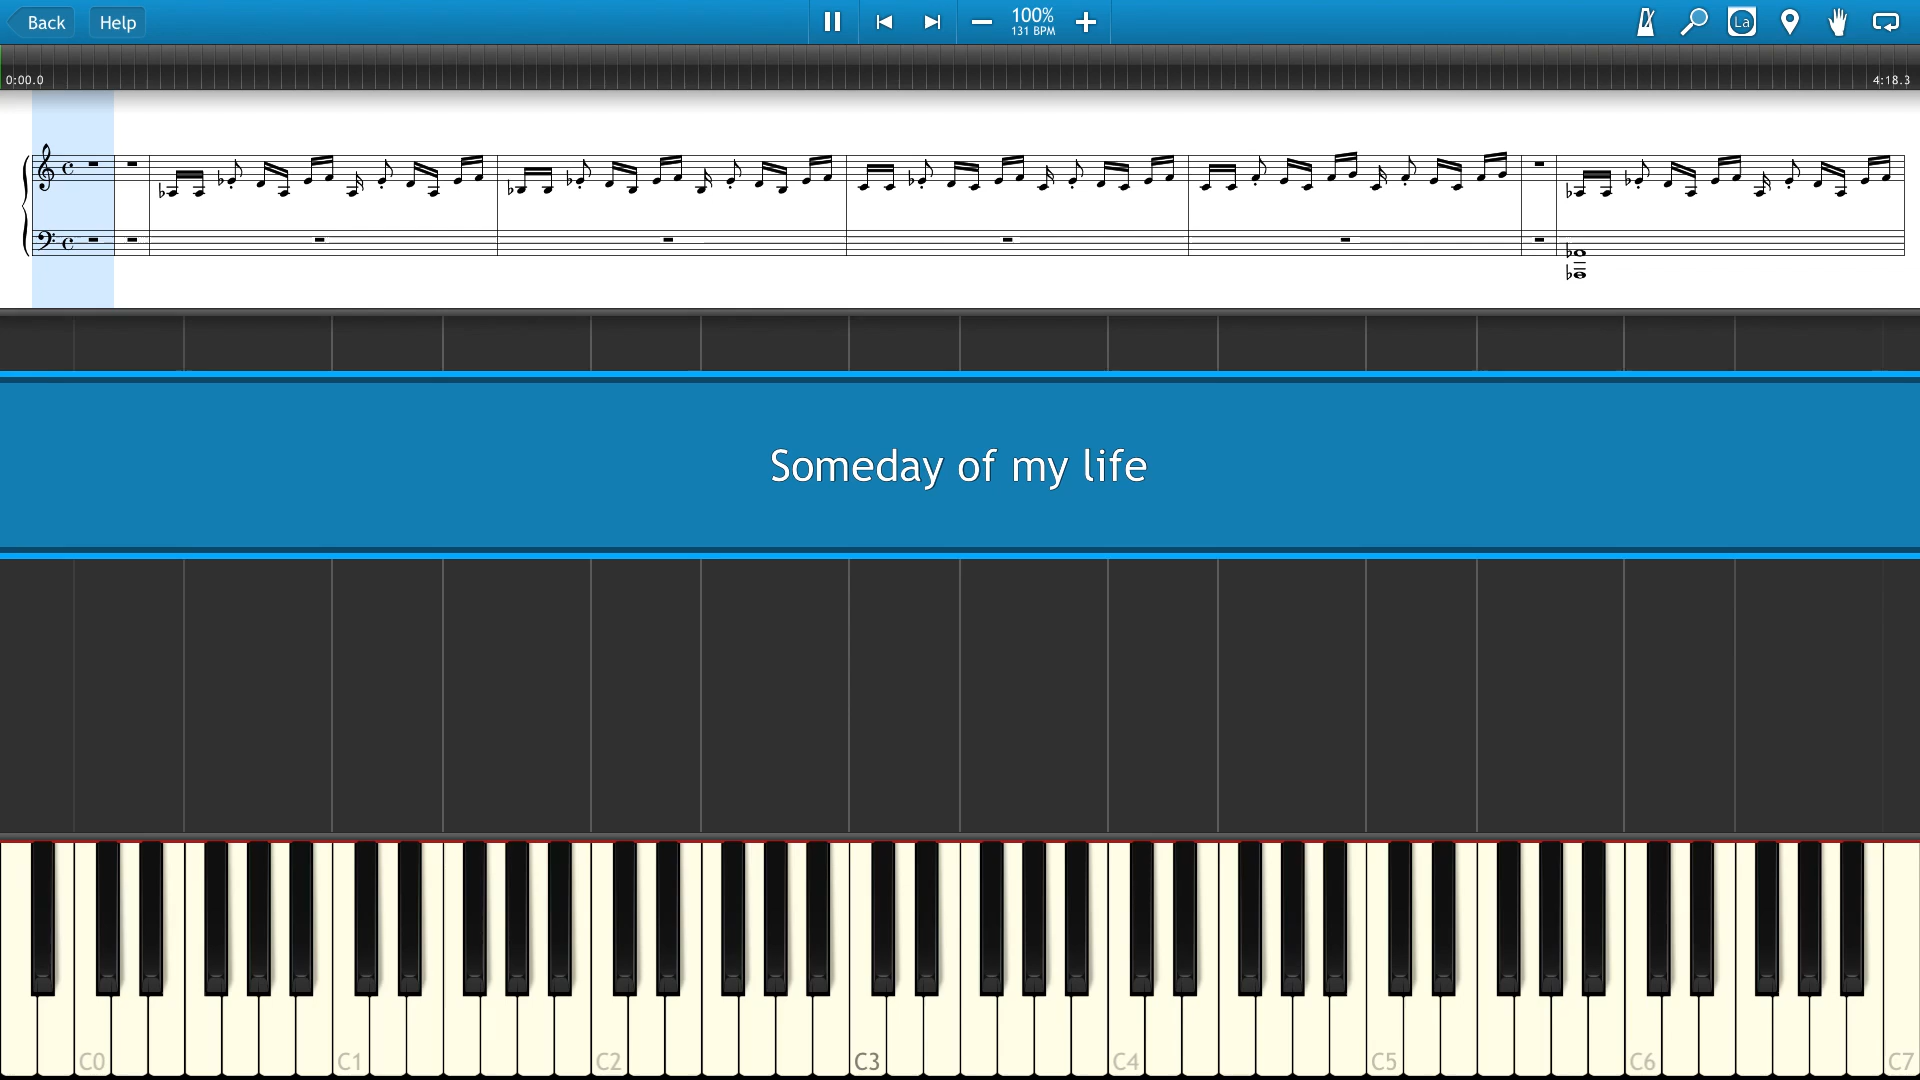 Back Help 100%
131 BPM
La
0:00.0 4:18.3
Someday of my life
C0 C1 C2 C3 C4 C5 C6 C7